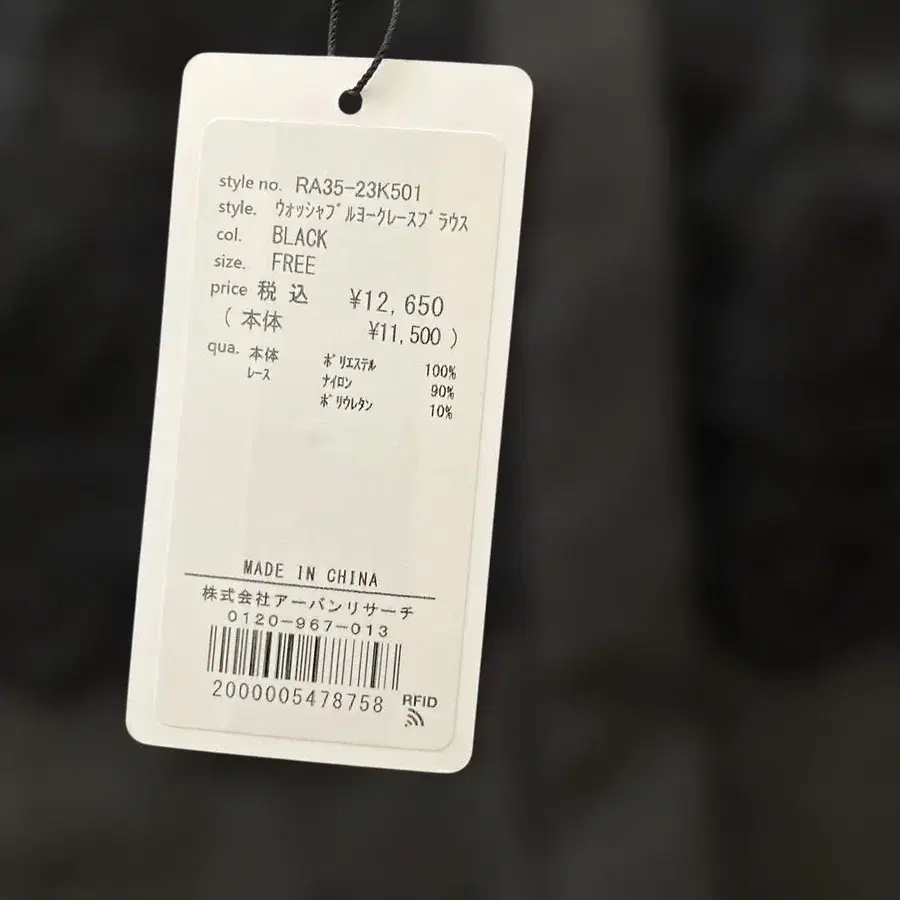 style no. RA35-23K501
style. ｳｫｯｼｬﾌﾞﾙﾖｰｸﾚｰｽﾌﾞﾗｳｽ
col. BLACK
size. FREE
price 税 込 ¥12,650
( 本体 ¥11,500 )
qua. 本体 ﾎﾟﾘｴｽﾃﾙ 100%
ﾚｰｽ ﾅｲﾛﾝ 90%
ﾎﾟﾘｳﾚﾀﾝ 10%
MADE IN CHINA
株式会社アーバンリサーチ
0120-967-013
2000005478758
RFID